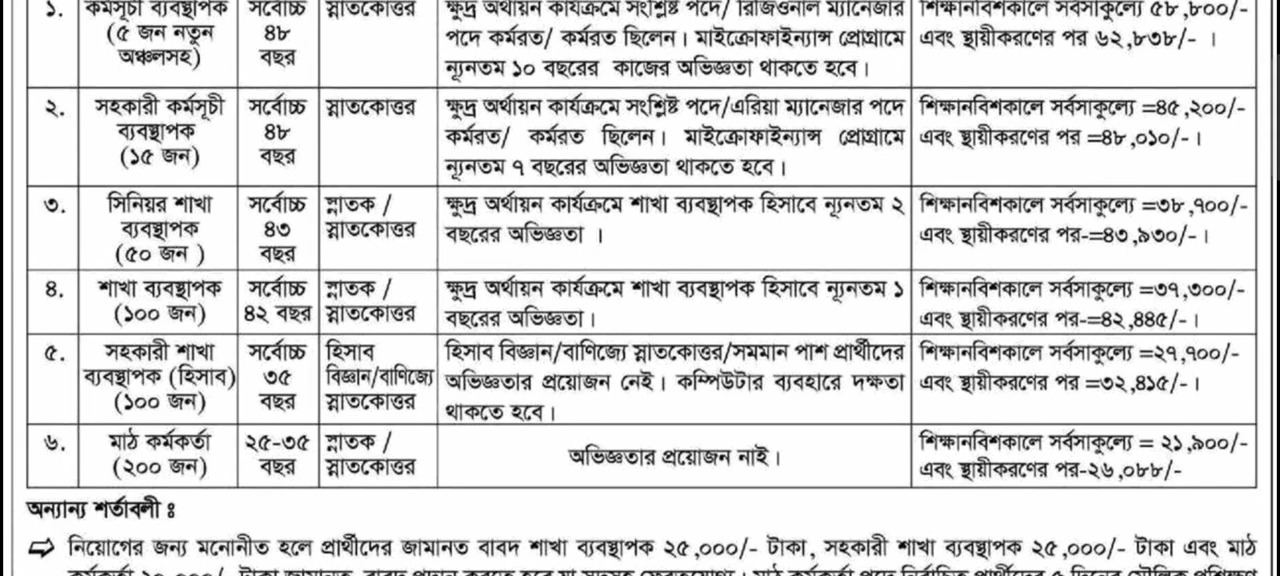 ১. কর্মসূচী ব্যবস্থাপক (৫ জন নতুন অঞ্চলসহ) সর্বোচ্চ ৪৮ বছর স্নাতকোত্তর
ক্ষুদ্র অর্থায়ন কার্যক্রমে সংশ্লিষ্ট পদে/ রিজিওনাল ম্যানেজার
পদে কর্মরত/ কর্মরত ছিলেন। মাইক্রোফাইন্যান্স প্রোগ্রামে
ন্যূনতম ১০ বছরের কাজের অভিজ্ঞতা থাকতে হবে।
শিক্ষানবিশকালে সর্বসাকুল্যে ৫৮,৮০০/-
এবং স্থায়ীকরণের পর ৬২,৮৩৮/- ।
২. সহকারী কর্মসূচী ব্যবস্থাপক (১৫ জন) সর্বোচ্চ ৪৮ বছর স্নাতকোত্তর
ক্ষুদ্র অর্থায়ন কার্যক্রমে সংশ্লিষ্ট পদে/এরিয়া ম্যানেজার পদে
কর্মরত/ কর্মরত ছিলেন। মাইক্রোফাইন্যান্স প্রোগ্রামে
ন্যূনতম ৭ বছরের অভিজ্ঞতা থাকতে হবে।
শিক্ষানবিশকালে সর্বসাকুল্যে =৪৫,২০০/-
এবং স্থায়ীকরণের পর =৪৮,০১০/-।
৩. সিনিয়র শাখা ব্যবস্থাপক (৫০ জন ) সর্বোচ্চ ৪৩ বছর স্নাতক / স্নাতকোত্তর
ক্ষুদ্র অর্থায়ন কার্যক্রমে শাখা ব্যবস্থাপক হিসাবে ন্যূনতম ২
বছরের অভিজ্ঞতা ।
শিক্ষানবিশকালে সর্বসাকুল্যে =৩৮,৭০০/-
এবং স্থায়ীকরণের পর-=৪৩,৯৩০/-।
৪. শাখা ব্যবস্থাপক (১০০ জন) সর্বোচ্চ ৪২ বছর স্নাতক / স্নাতকোত্তর
ক্ষুদ্র অর্থায়ন কার্যক্রমে শাখা ব্যবস্থাপক হিসাবে ন্যূনতম ১
বছরের অভিজ্ঞতা।
শিক্ষানবিশকালে সর্বসাকুল্যে =৩৭,৩০০/-
এবং স্থায়ীকরণের পর-=৪২,৪৪৫/-।
৫. সহকারী শাখা ব্যবস্থাপক (হিসাব) (১০০ জন) সর্বোচ্চ ৩৫ বছর হিসাব বিজ্ঞান/বাণিজ্যে স্নাতকোত্তর
হিসাব বিজ্ঞান/বাণিজ্যে স্নাতকোত্তর/সমমান পাশ প্রার্থীদের
অভিজ্ঞতার প্রয়োজন নেই। কম্পিউটার ব্যবহারে দক্ষতা
থাকতে হবে।
শিক্ষানবিশকালে সর্বসাকুল্যে =২৭,৭০০/-
এবং স্থায়ীকরণের পর =৩২,৪১৫/-।
৬. মাঠ কর্মকর্তা (২০০ জন) ২৫-৩৫ বছর স্নাতক / স্নাতকোত্তর
অভিজ্ঞতার প্রয়োজন নাই।
শিক্ষানবিশকালে সর্বসাকুল্যে = ২১,৯০০/-
এবং স্থায়ীকরণের পর-২৬,০৮৮/-
অন্যান্য শর্তাবলী ঃ
⇨ নিয়োগের জন্য মনোনীত হলে প্রার্থীদের জামানত বাবদ শাখা ব্যবস্থাপক ২৫,০০০/- টাকা, সহকারী শাখা ব্যবস্থাপক ২৫,০০০/- টাকা এবং মাঠ